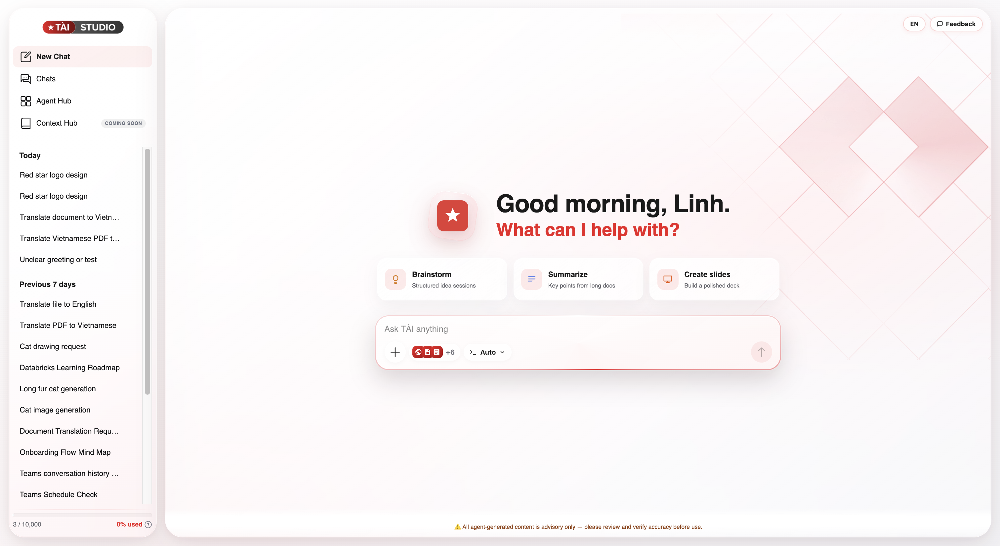 TÀI STUDIO
New Chat
Chats
Agent Hub
Context Hub COMING SOON
Today
Red star logo design
Red star logo design
Translate document to Vietn...
Translate Vietnamese PDF t...
Unclear greeting or test
Previous 7 days
Translate file to English
Translate PDF to Vietnamese
Cat drawing request
Databricks Learning Roadmap
Long fur cat generation
Cat image generation
Document Translation Requ...
Onboarding Flow Mind Map
Teams conversation history ...
Teams Schedule Check
3 / 10,000 0% used ?
EN Feedback
Good morning, Linh.
What can I help with?
Brainstorm
Structured idea sessions
Summarize
Key points from long docs
Create slides
Build a polished deck
Ask TÀI anything
+6 Auto
All agent-generated content is advisory only — please review and verify accuracy before use.